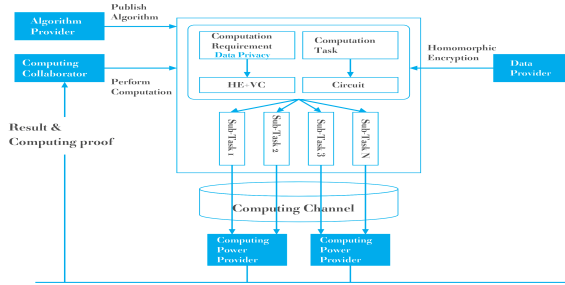 Publish
Algorithm
Algorithm
Provider
Computing
Collaborator
Perform
Computation
Computation
Requirement
Data Privacy
Computation
Task
HE+VC
Circuit
Homomorphic
Encryption
Data
Provider
Sub-Task 1
Sub-Task 2
Sub-Task 3
Sub-Task N
Result &
Computing proof
Computing Channel
Computing
Power
Provider
Computing
Power
Provider